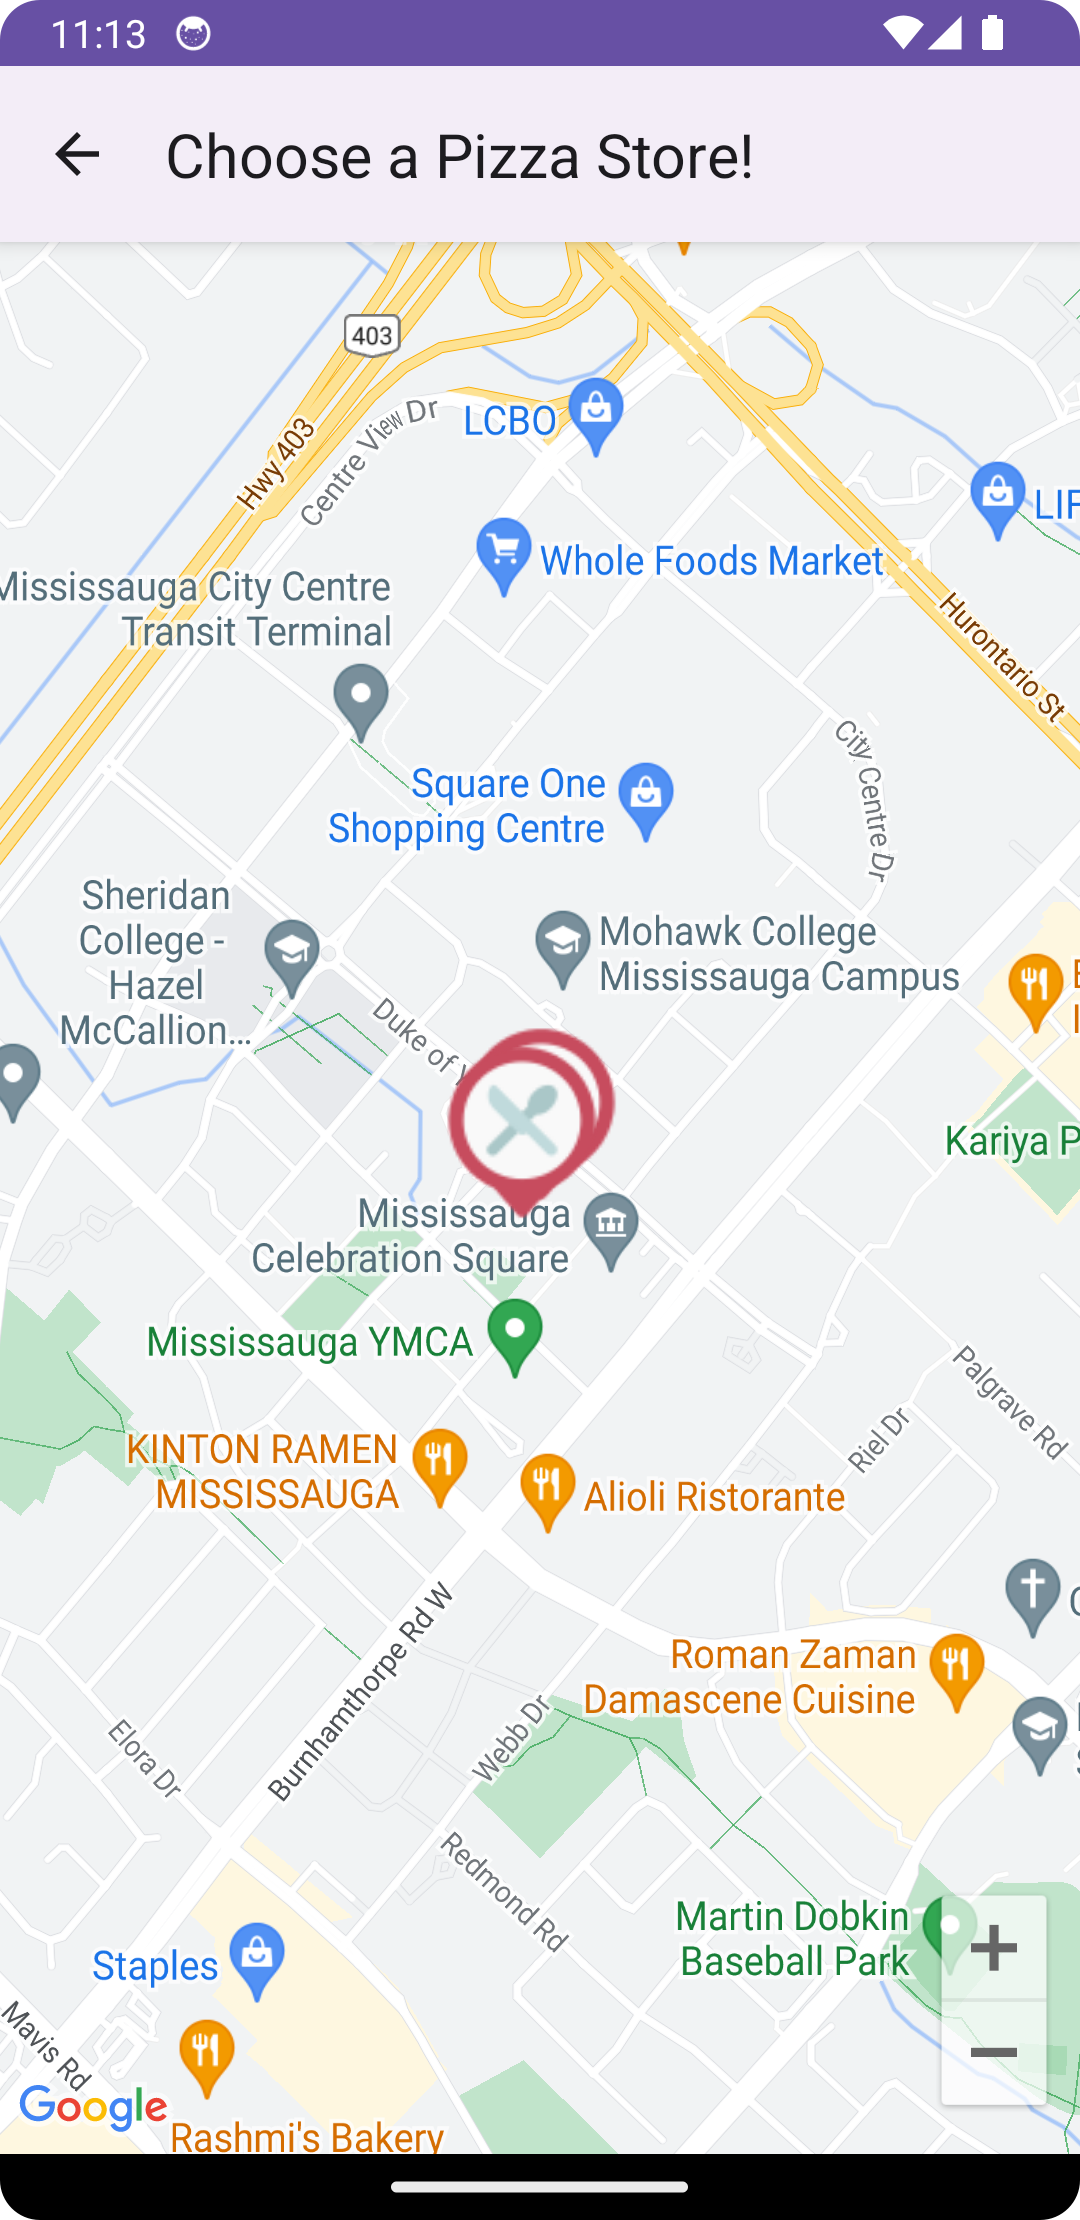 11:13
Choose a Pizza Store!
403
LCBO
Centre View Dr
Hwy 403
Whole Foods Market
Mississauga City Centre
Transit Terminal
Hurontario St
City Centre Dr
Square One
Shopping Centre
Sheridan
College -
Hazel
McCallion...
Mohawk College
Mississauga Campus
Duke of
Kariya P
Mississauga
Celebration Square
Mississauga YMCA
KINTON RAMEN
MISSISSAUGA
Alioli Ristorante
Palgrave Rd
Riel Dr
Roman Zaman
Damascene Cuisine
Burnhamthorpe Rd W
Webb Dr
Elora Dr
Redmond Rd
Martin Dobkin
Baseball Park
Staples
Mavis Rd
Google
Rashmi's Bakery